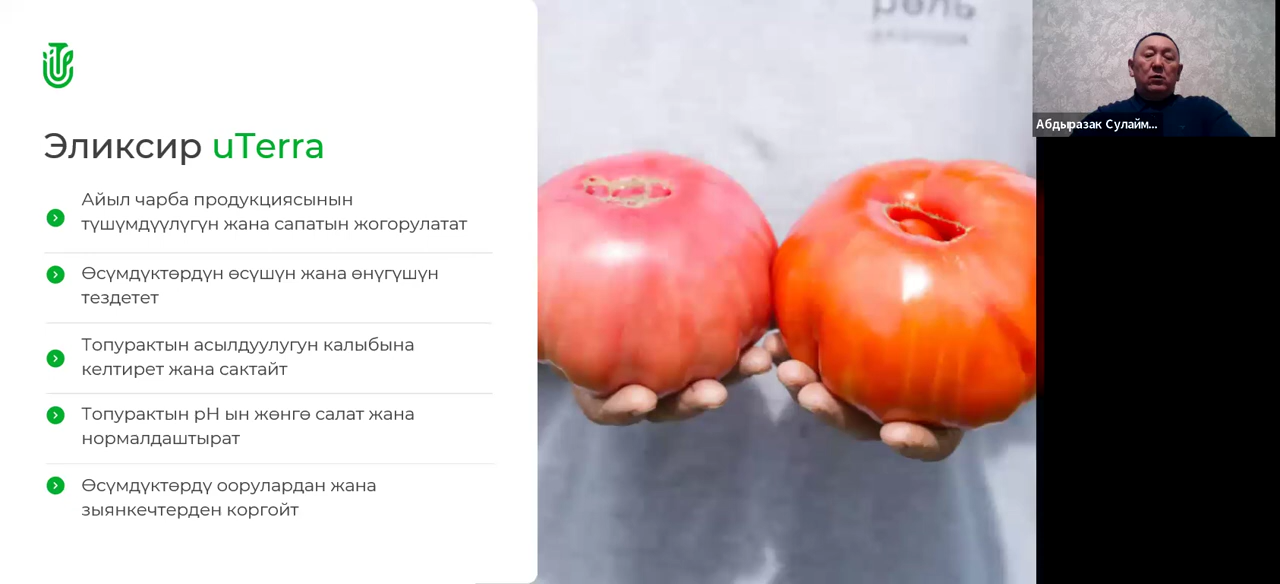 Эликсир uTerra
Айыл чарба продукциясынын
түшүмдүүлүгүн жана сапатын жогорулатат
Өсүмдүктөрдүн өсүшүн жана өнүгүшүн
тездетет
Топурактын асылдуулугун калыбына
келтирет жана сактайт
Топурактын pH ын жөнгө салат жана
нормалдаштырат
Өсүмдүктөрдү оорулардан жана
зыянкечтерден коргойт
Абдыразак Сулайм...